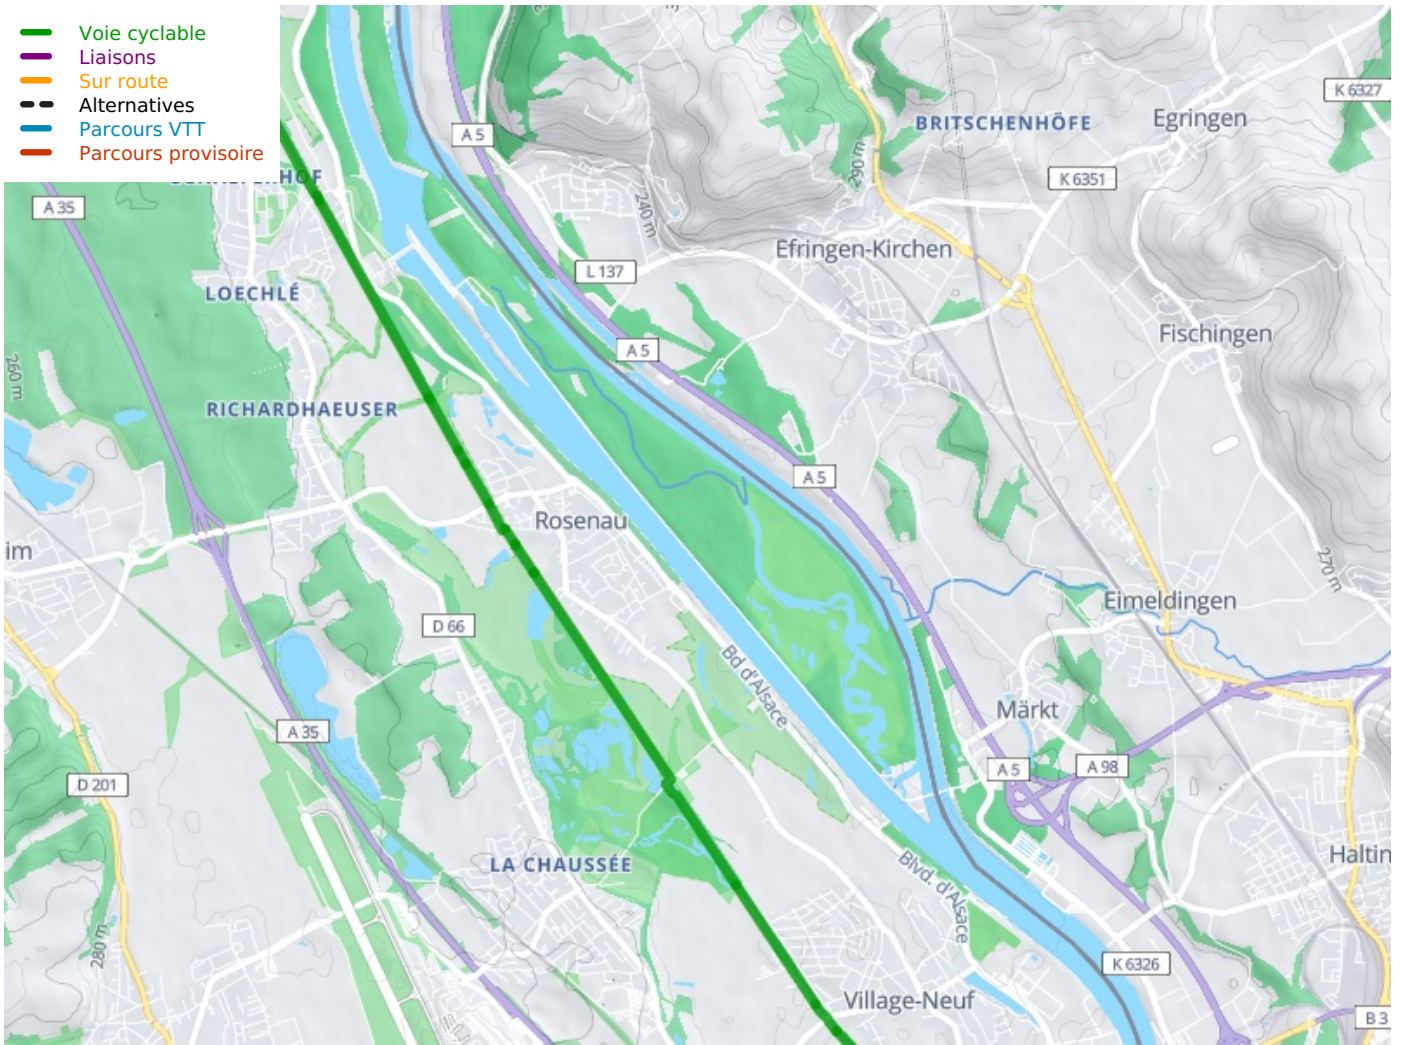 Voie cyclable
Liaisons
Sur route
Alternatives
Parcours VTT
Parcours provisoire
K 6327
Egringen
BRITSCHENHÖFE
A 5
290 m
K 6351
A 35
240 m
Efringen-Kirchen
L 137
LOECHLÉ
Fischingen
A 5
260 m
RICHARDHAEUSER
A 5
Rosenau
im
270 m
Eimeldingen
D 66
Bd d'Alsace
Märkt
A 35
A 5
A 98
D 201
LA CHAUSSÉE
Haltin
Blvd. d'Alsace
280 m
K 6326
Village-Neuf
B 3